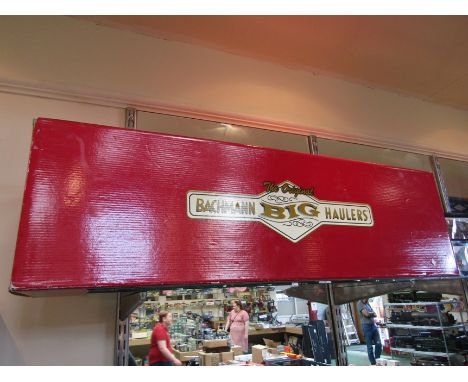 The Original
BACHMANN BIG HAULERS